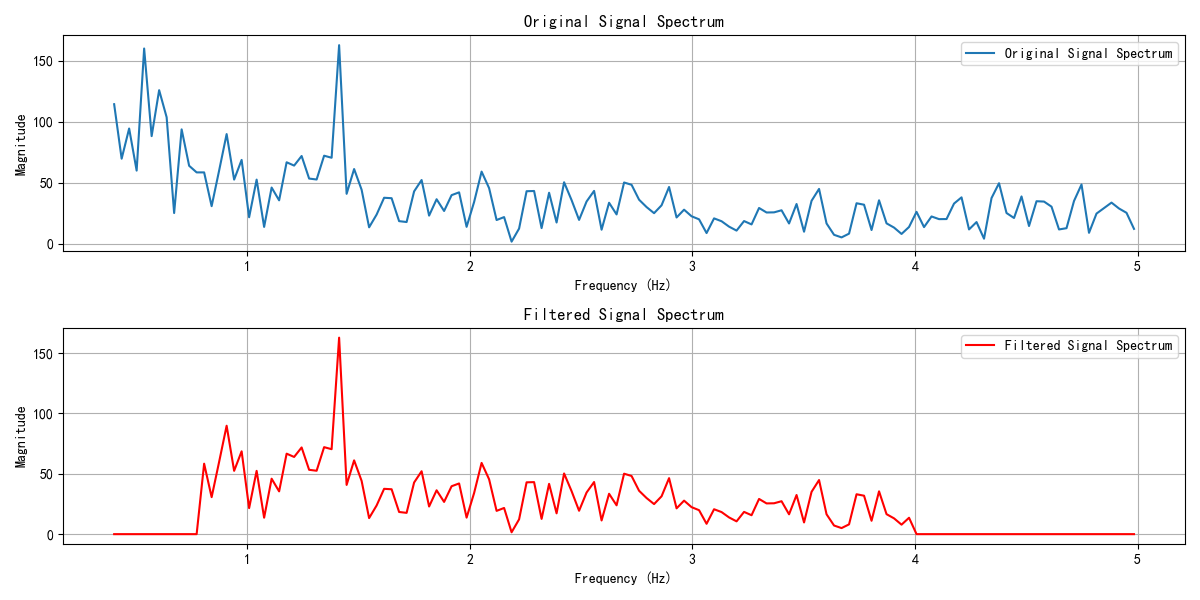 Original Signal Spectrum
Original Signal Spectrum
Magnitude
150
100
50
0
1 2 3 4 5
Frequency (Hz)
Filtered Signal Spectrum
Filtered Signal Spectrum
Magnitude
150
100
50
0
1 2 3 4 5
Frequency (Hz)